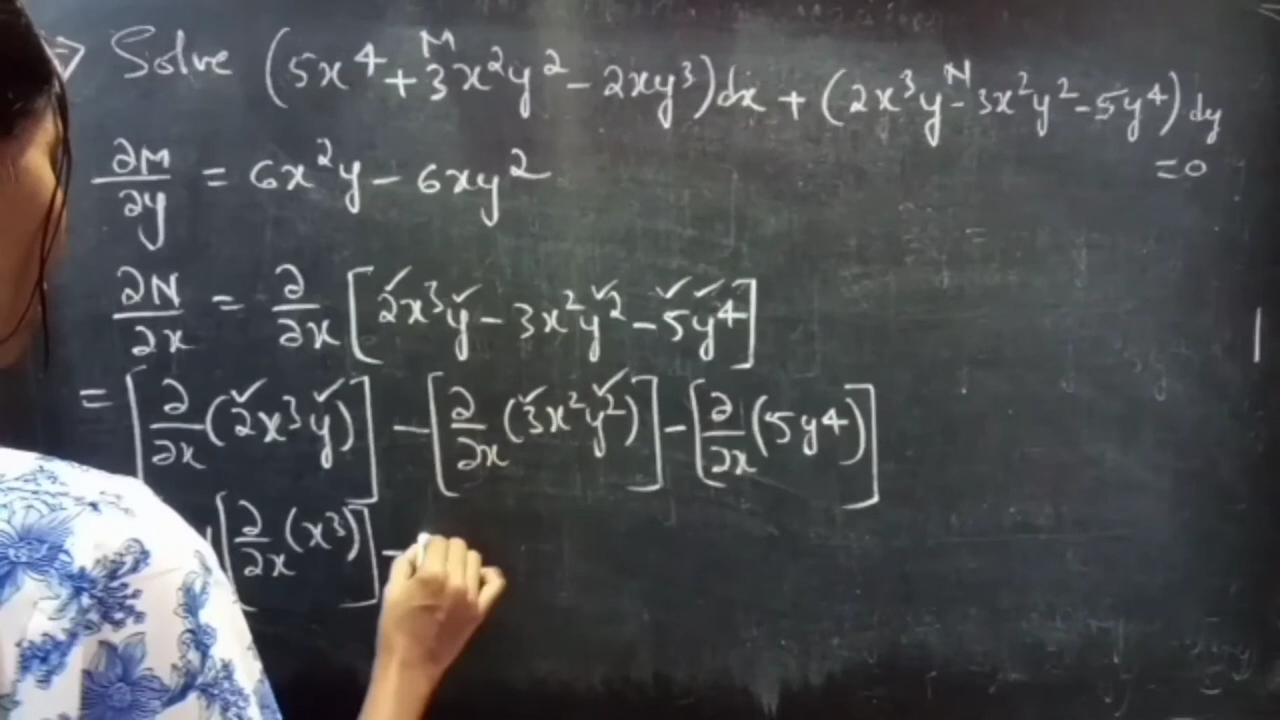 ⇒ Solve (5x⁴ + 3x²y² - 2xy³)dx + (2x³y - 3x²y² - 5y⁴)dy = 0
M N
∂M/∂y = 6x²y - 6xy²
∂N/∂x = ∂/∂x [2x³y - 3x²y² - 5y⁴]
= [∂/∂x (2x³y)] - [∂/∂x (3x²y²)] - [∂/∂x (5y⁴)]
[∂/∂x (x³)] -